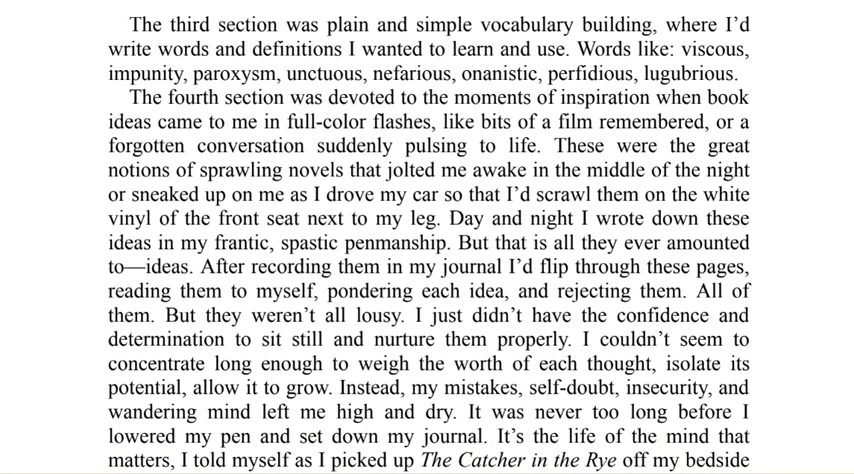 The third section was plain and simple vocabulary building, where I’d
write words and definitions I wanted to learn and use. Words like: viscous,
impunity, paroxysm, unctuous, nefarious, onanistic, perfidious, lugubrious.
The fourth section was devoted to the moments of inspiration when book
ideas came to me in full-color flashes, like bits of a film remembered, or a
forgotten conversation suddenly pulsing to life. These were the great
notions of sprawling novels that jolted me awake in the middle of the night
or sneaked up on me as I drove my car so that I’d scrawl them on the white
vinyl of the front seat next to my leg. Day and night I wrote down these
ideas in my frantic, spastic penmanship. But that is all they ever amounted
to—ideas. After recording them in my journal I’d flip through these pages,
reading them to myself, pondering each idea, and rejecting them. All of
them. But they weren’t all lousy. I just didn’t have the confidence and
determination to sit still and nurture them properly. I couldn’t seem to
concentrate long enough to weigh the worth of each thought, isolate its
potential, allow it to grow. Instead, my mistakes, self-doubt, insecurity, and
wandering mind left me high and dry. It was never too long before I
lowered my pen and set down my journal. It’s the life of the mind that
matters, I told myself as I picked up The Catcher in the Rye off my bedside